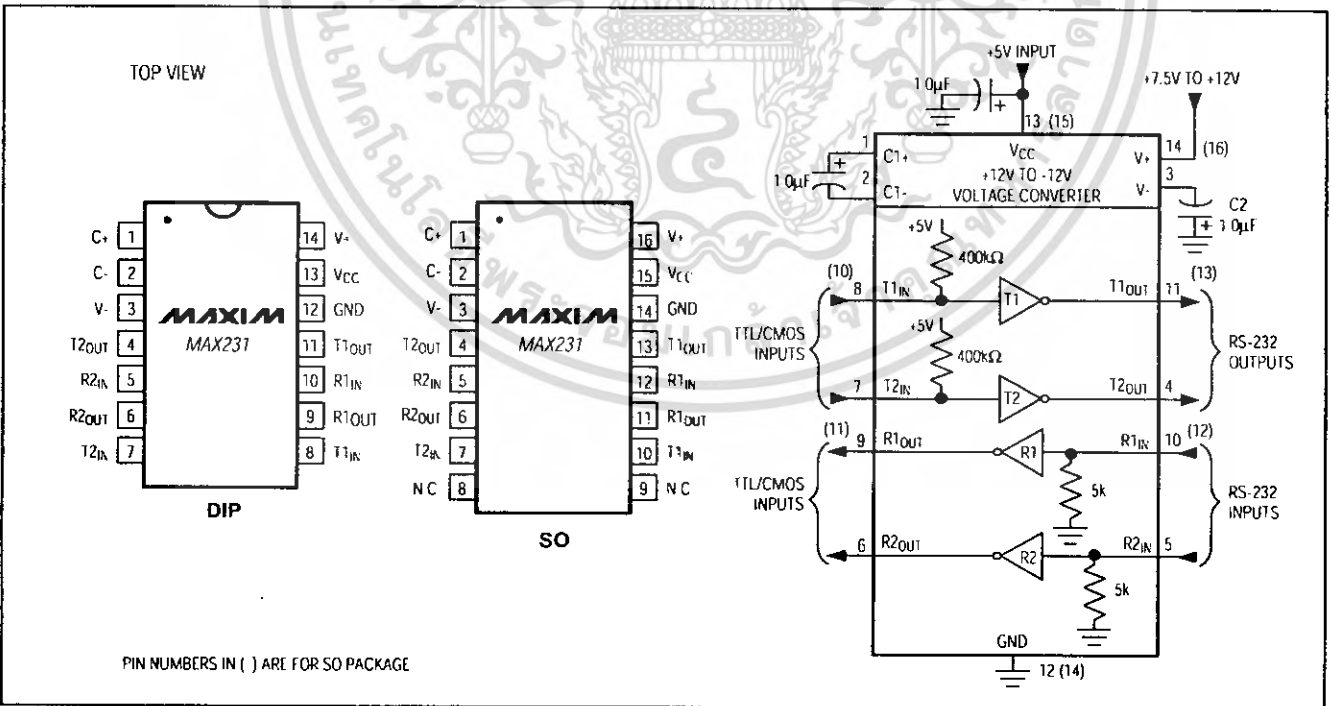 TOP VIEW
C+ 1
C- 2
V- 3
T2OUT 4
R2IN 5
R2OUT 6
T2IN 7
14 V-
13 VCC
12 GND
11 T1OUT
10 R1IN
9 R1OUT
8 T1IN
MAXIM
MAX231
DIP
C+ 1
C- 2
V- 3
T2OUT 4
R2IN 5
R2OUT 6
T2IN 7
N C 8
16 V+
15 VCC
14 GND
13 T1OUT
12 R1IN
11 R1OUT
10 T1IN
9 N C
MAXIM
MAX231
SO
PIN NUMBERS IN ( ) ARE FOR SO PACKAGE
+5V INPUT
+7.5V TO +12V
1 0µF
13 (15)
1
C1+
VCC
V+
14
(16)
1 0µF
2
C1-
+12V TO -12V
VOLTAGE CONVERTER
V-
3
C2
1 0µF
+5V
400kΩ
(10)
8
T1IN
T1
T1OUT
11
(13)
TTL/CMOS
INPUTS
+5V
400kΩ
RS-232
OUTPUTS
7
T2IN
T2
T2OUT
4
(11)
9
R1OUT
R1
R1IN
10
(12)
TTL/CMOS
INPUTS
5k
RS-232
INPUTS
6
R2OUT
R2
R2IN
5
5k
GND
12 (14)